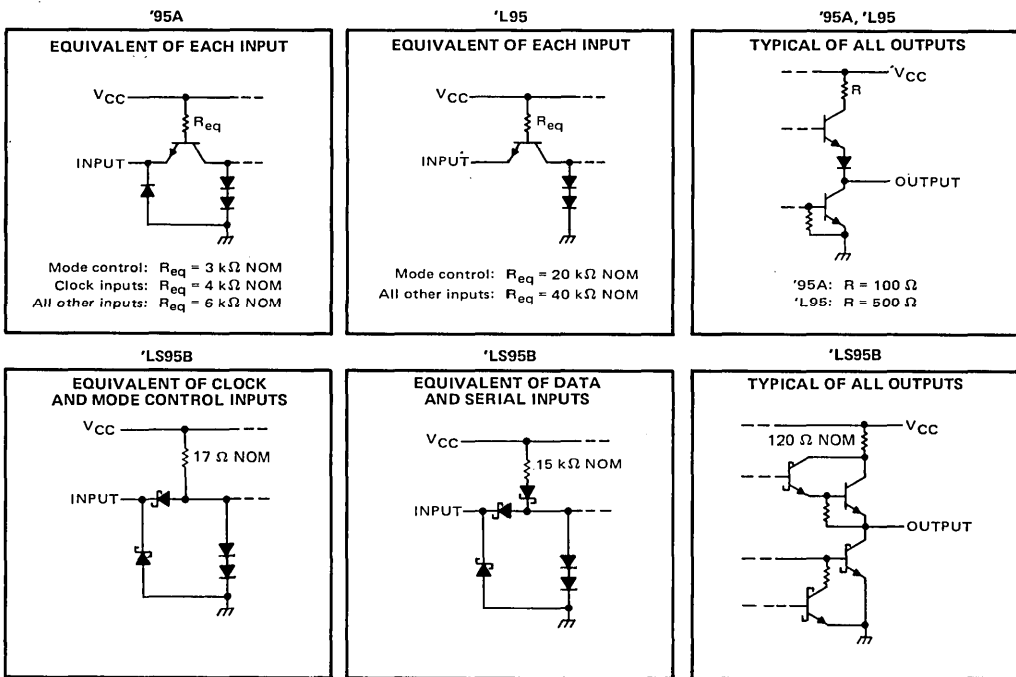 '95A
EQUIVALENT OF EACH INPUT
VCC
Req
INPUT
Mode control: Req = 3 kΩ NOM
Clock inputs: Req = 4 kΩ NOM
All other inputs: Req = 6 kΩ NOM
'L95
EQUIVALENT OF EACH INPUT
VCC
Req
INPUT
Mode control: Req = 20 kΩ NOM
All other inputs: Req = 40 kΩ NOM
'95A, 'L95
TYPICAL OF ALL OUTPUTS
VCC
R
OUTPUT
'95A: R = 100 Ω
'L95: R = 500 Ω
'LS95B
EQUIVALENT OF CLOCK
AND MODE CONTROL INPUTS
VCC
17 Ω NOM
INPUT
'LS95B
EQUIVALENT OF DATA
AND SERIAL INPUTS
VCC
15 kΩ NOM
INPUT
'LS95B
TYPICAL OF ALL OUTPUTS
VCC
120 Ω NOM
OUTPUT